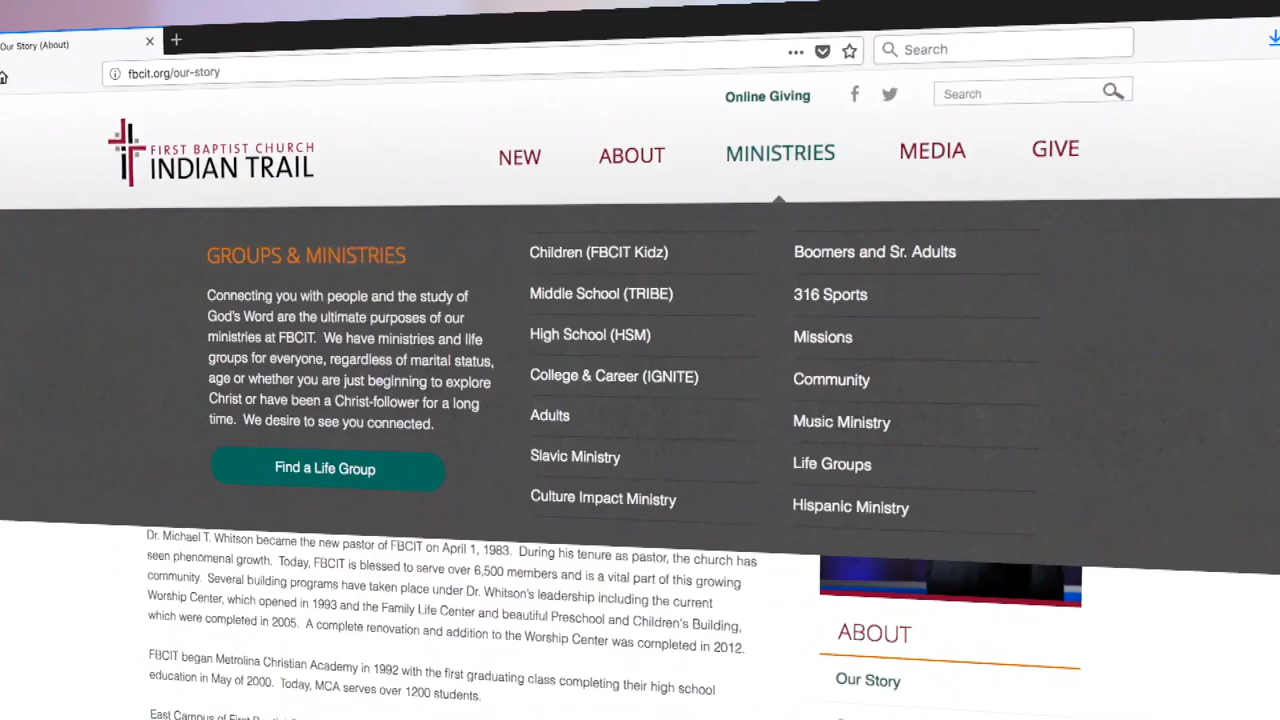 Our Story (About)
fbcit.org/our-story
Search
Online Giving
Search
FIRST BAPTIST CHURCH
INDIAN TRAIL
NEW
ABOUT
MINISTRIES
MEDIA
GIVE
GROUPS & MINISTRIES
Connecting you with people and the study of
God's Word are the ultimate purposes of our
ministries at FBCIT. We have ministries and life
groups for everyone, regardless of marital status,
age or whether you are just beginning to explore
Christ or have been a Christ-follower for a long
time. We desire to see you connected.
Find a Life Group
Children (FBCIT Kidz)
Middle School (TRIBE)
High School (HSM)
College & Career (IGNITE)
Adults
Slavic Ministry
Culture Impact Ministry
Boomers and Sr. Adults
316 Sports
Missions
Community
Music Ministry
Life Groups
Hispanic Ministry
Dr. Michael T. Whitson became the new pastor of FBCIT on April 1, 1983. During his tenure as pastor, the church has
seen phenomenal growth. Today, FBCIT is blessed to serve over 6,500 members and is a vital part of this growing
community. Several building programs have taken place under Dr. Whitson's leadership including the current
Worship Center, which opened in 1993 and the Family Life Center and beautiful Preschool and Children's Building,
which were completed in 2005. A complete renovation and addition to the Worship Center was completed in 2012.
FBCIT began Metrolina Christian Academy in 1992 with the first graduating class completing their high school
education in May of 2000. Today, MCA serves over 1200 students.
East Campus of First
ABOUT
Our Story